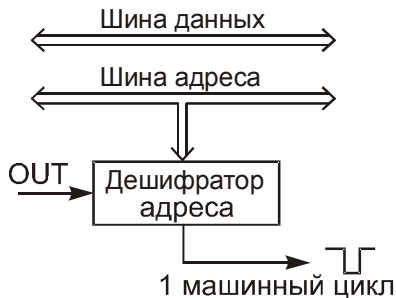 Шина данных
Шина адреса
OUT
Дешифратор
адреса
1 машинный цикл